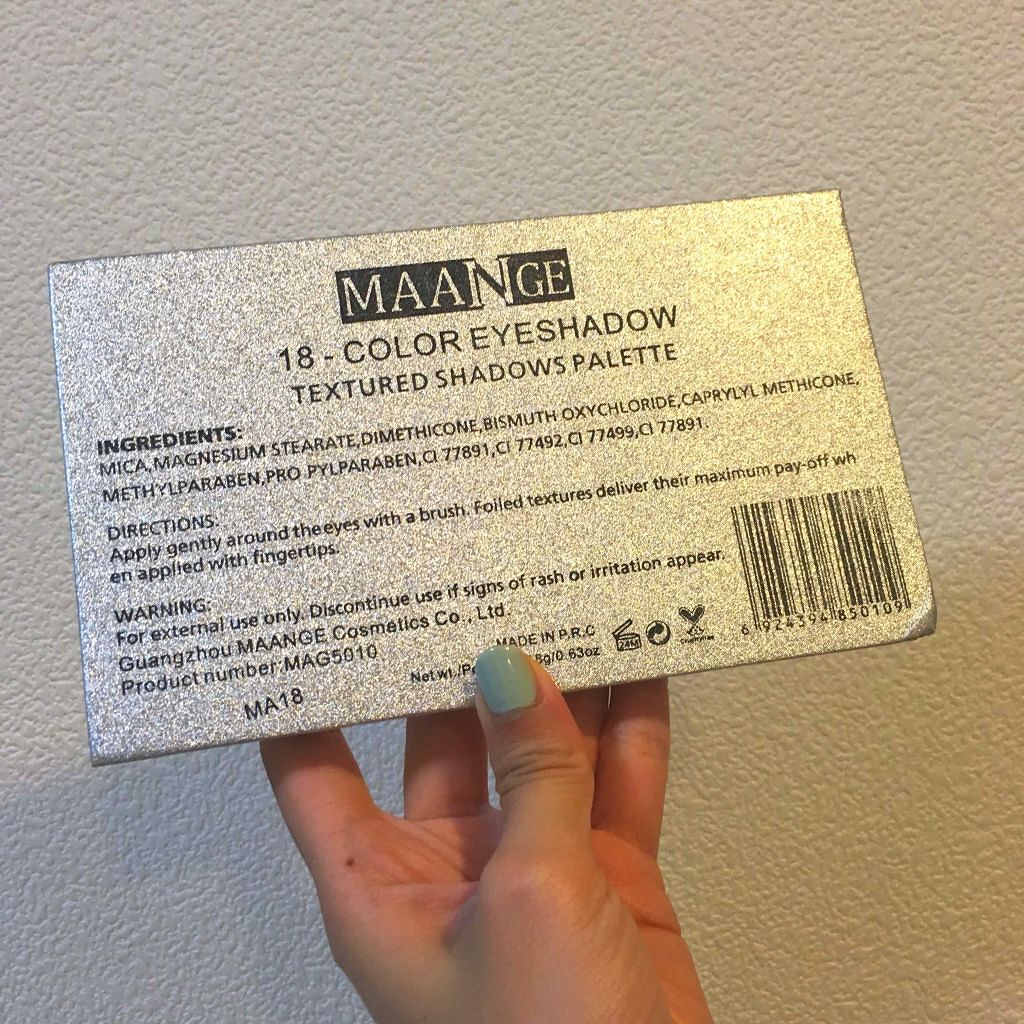 MAANGE
18 - COLOR EYESHADOW
TEXTURED SHADOWS PALETTE
INGREDIENTS:
MICA,MAGNESIUM STEARATE,DIMETHICONE,BISMUTH OXYCHLORIDE,CAPRYLYL METHICONE,
METHYLPARABEN,PRO PYLPARABEN,CI 77891,CI 77492,CI 77499,CI 77891.
DIRECTIONS:
Apply gently around the eyes with a brush. Foiled textures deliver their maximum pay-off wh
en applied with fingertips.
WARNING:
For external use only. Discontinue use if signs of rash or irritation appear.
Guangzhou MAANGE Cosmetics Co., Ltd.
Product number:MAG5010
MADE IN P.R.C
Net wt./ 8g/0.63oz
24M
6 924394 850109
MA18